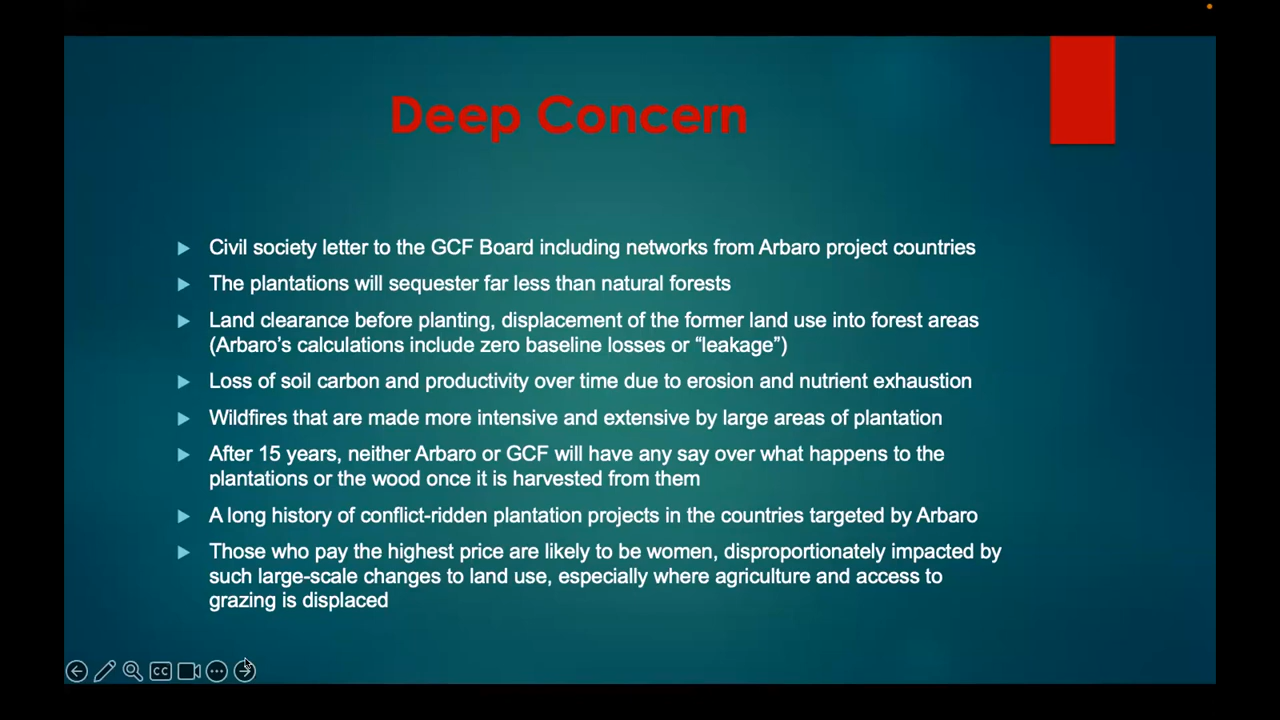 Deep Concern
Civil society letter to the GCF Board including networks from Arbaro project countries
The plantations will sequester far less than natural forests
Land clearance before planting, displacement of the former land use into forest areas
(Arbaro’s calculations include zero baseline losses or “leakage”)
Loss of soil carbon and productivity over time due to erosion and nutrient exhaustion
Wildfires that are made more intensive and extensive by large areas of plantation
After 15 years, neither Arbaro or GCF will have any say over what happens to the
plantations or the wood once it is harvested from them
A long history of conflict-ridden plantation projects in the countries targeted by Arbaro
Those who pay the highest price are likely to be women, disproportionately impacted by
such large-scale changes to land use, especially where agriculture and access to
grazing is displaced
CC